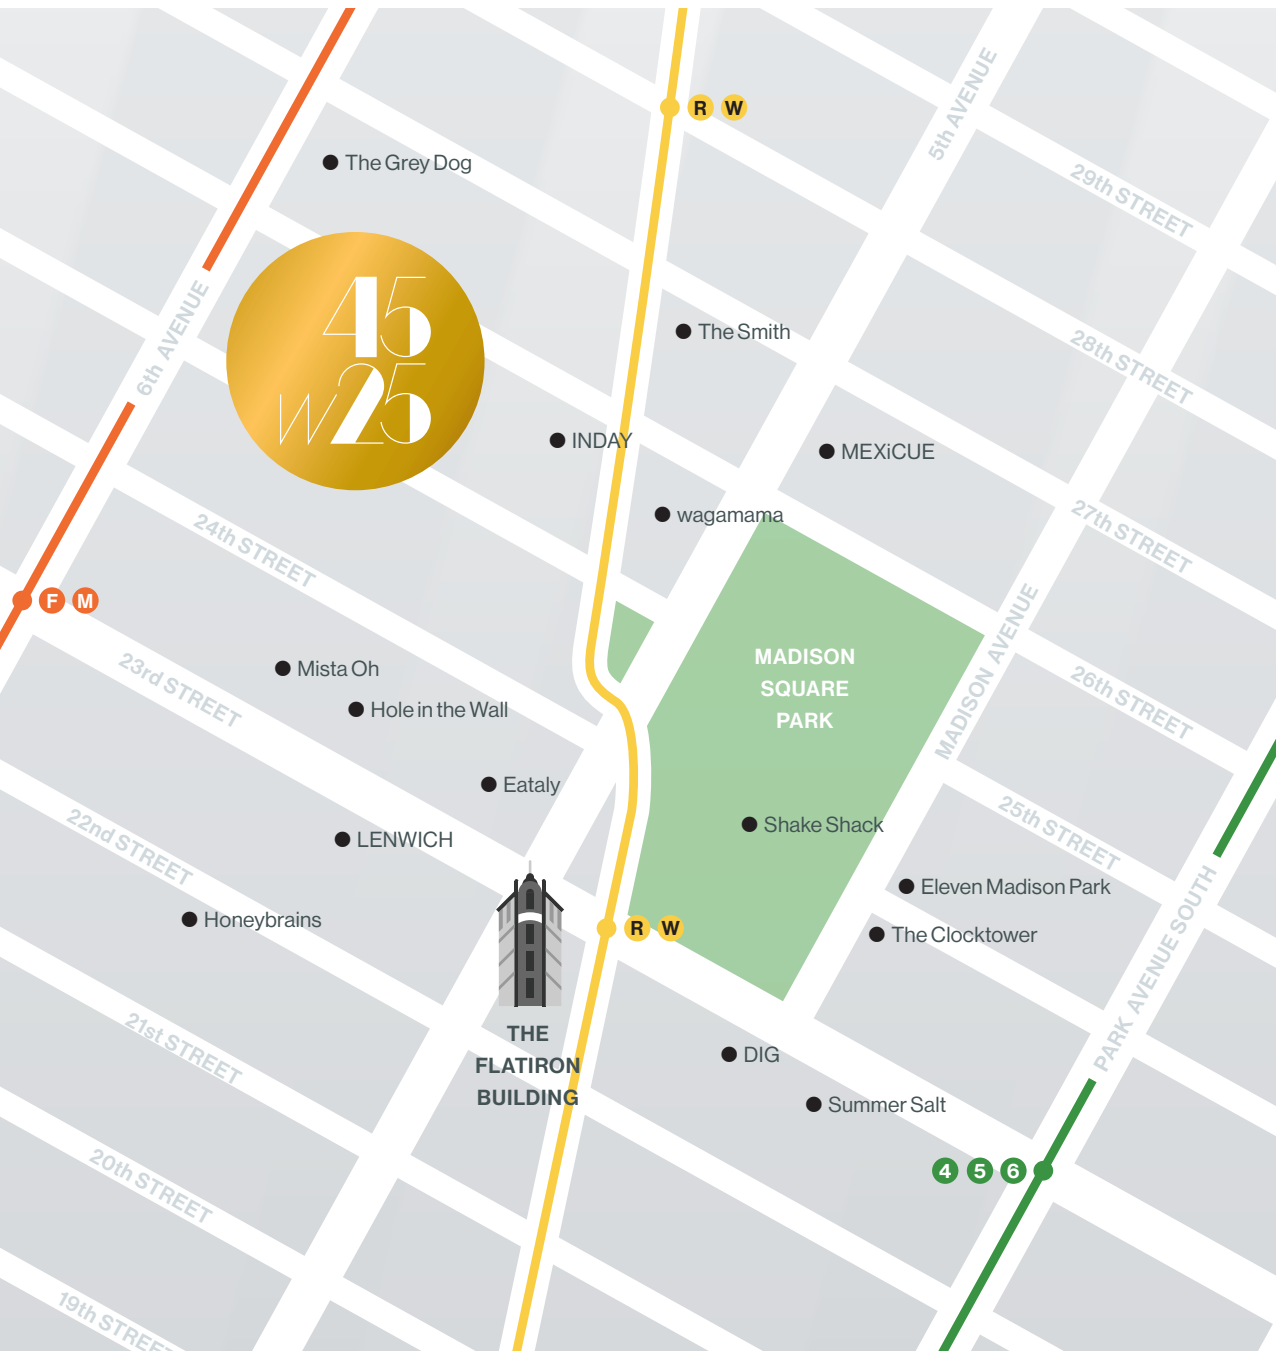 R W
5th AVENUE
The Grey Dog
29th STREET
45
W25
6th AVENUE
The Smith
28th STREET
INDAY
MEXiCUE
wagamama
27th STREET
24th STREET
F M
MADISON
SQUARE
PARK
MADISON AVENUE
26th STREET
23rd STREET
Mista Oh
Hole in the Wall
Eataly
Shake Shack
25th STREET
22nd STREET
LENWICH
Eleven Madison Park
Honeybrains
R W
The Clocktower
PARK AVENUE SOUTH
21st STREET
THE
FLATIRON
BUILDING
DIG
Summer Salt
4 5 6
20th STREET
19th STREET